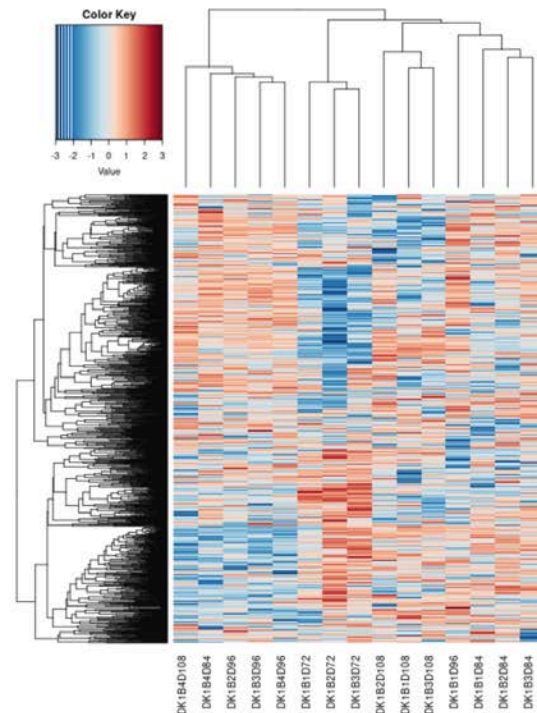 Color Key
-3 -2 -1 0 1 2 3
Value
DK1B4D108
DK1B4D84
DK1B2D96
DK1B3D96
DK1B4D96
DK1B1D72
DK1B2D72
DK1B3D72
DK1B2D108
DK1B1D108
DK1B3D108
DK1B1D96
DK1B1D84
DK1B2D84
DK1B3D84